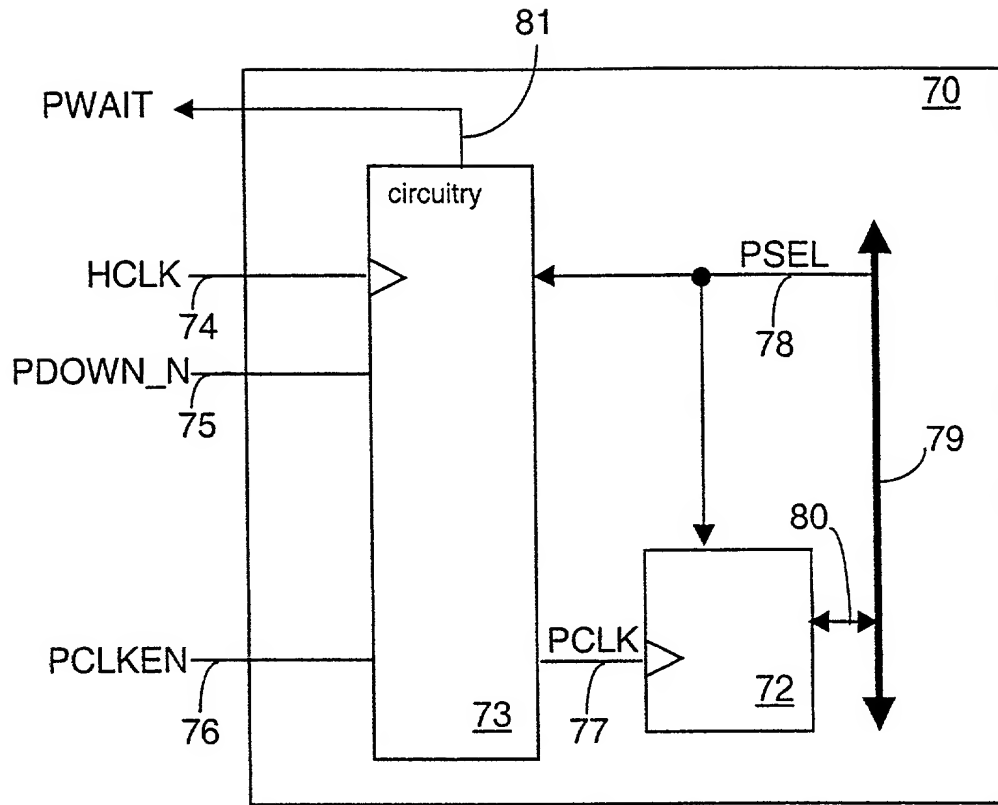 81
70
PWAIT
circuitry
HCLK
PSEL
74
78
PDOWN_N
75
79
80
PCLKEN
PCLK
76
73
77
72